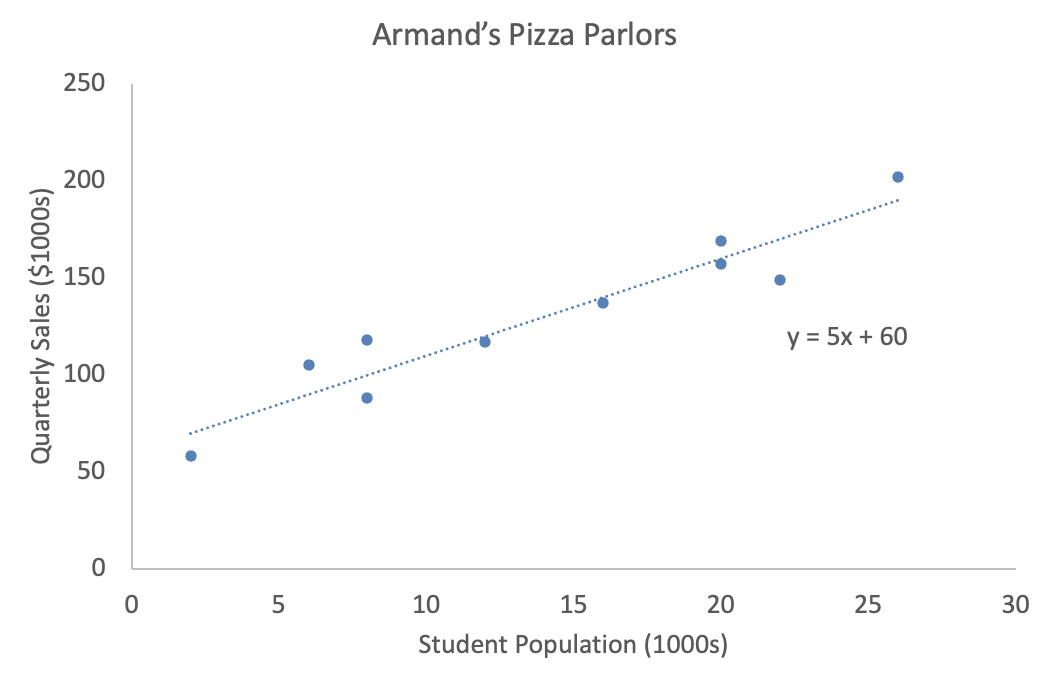 Armand’s Pizza Parlors
250
200
150
100
50
0
Quarterly Sales ($1000s)
y = 5x + 60
0 5 10 15 20 25 30
Student Population (1000s)